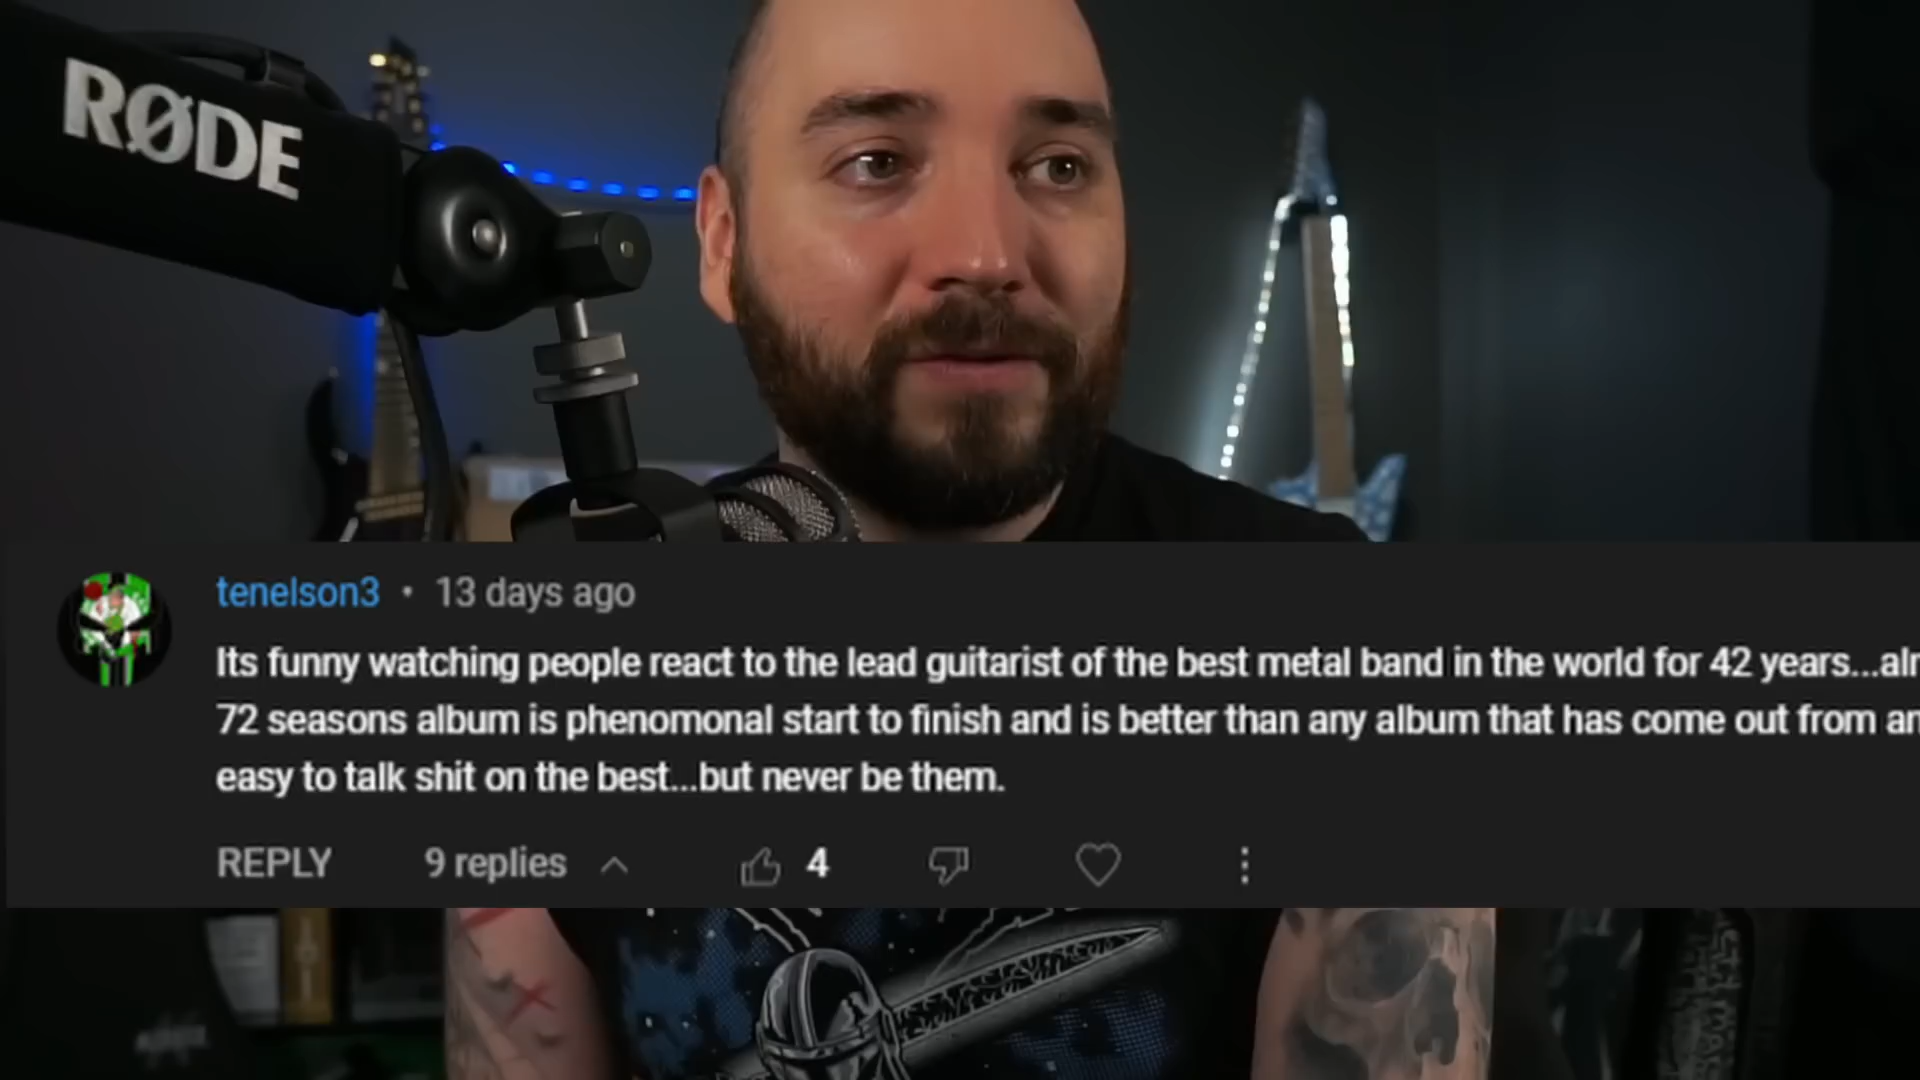 RØDE
tenelson3 • 13 days ago
Its funny watching people react to the lead guitarist of the best metal band in the world for 42 years...
72 seasons album is phenomonal start to finish and is better than any album that has come out from
easy to talk shit on the best...but never be them.
REPLY 9 replies 4